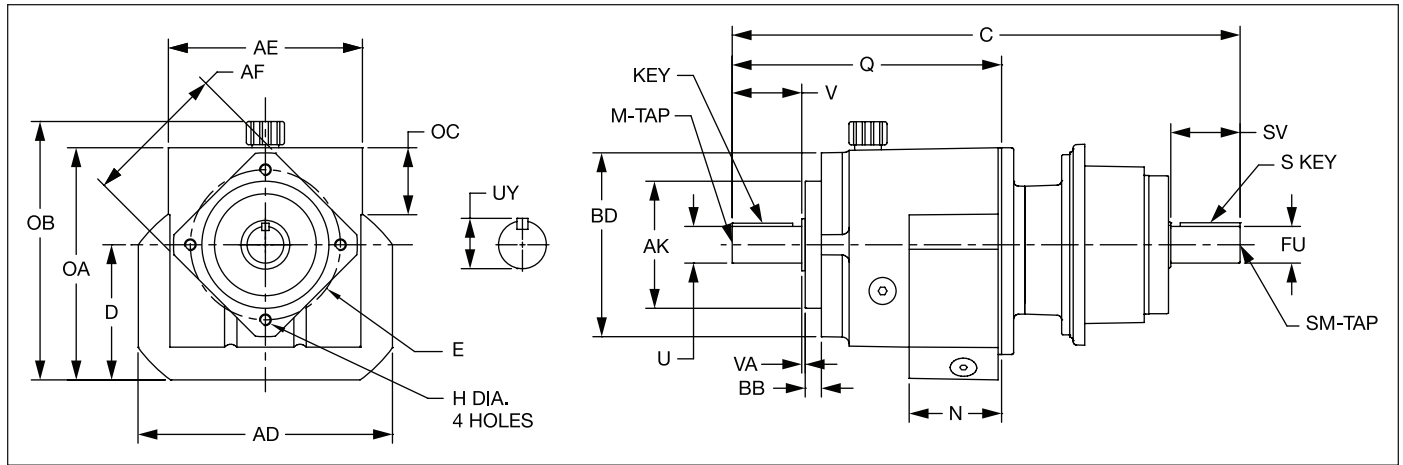 AE
AF
OC
OB
OA
D
UY
E
H DIA.
4 HOLES
AD
C
Q
KEY
V
M-TAP
SV
S KEY
BD
AK
FU
U
VA
BB
SM-TAP
N